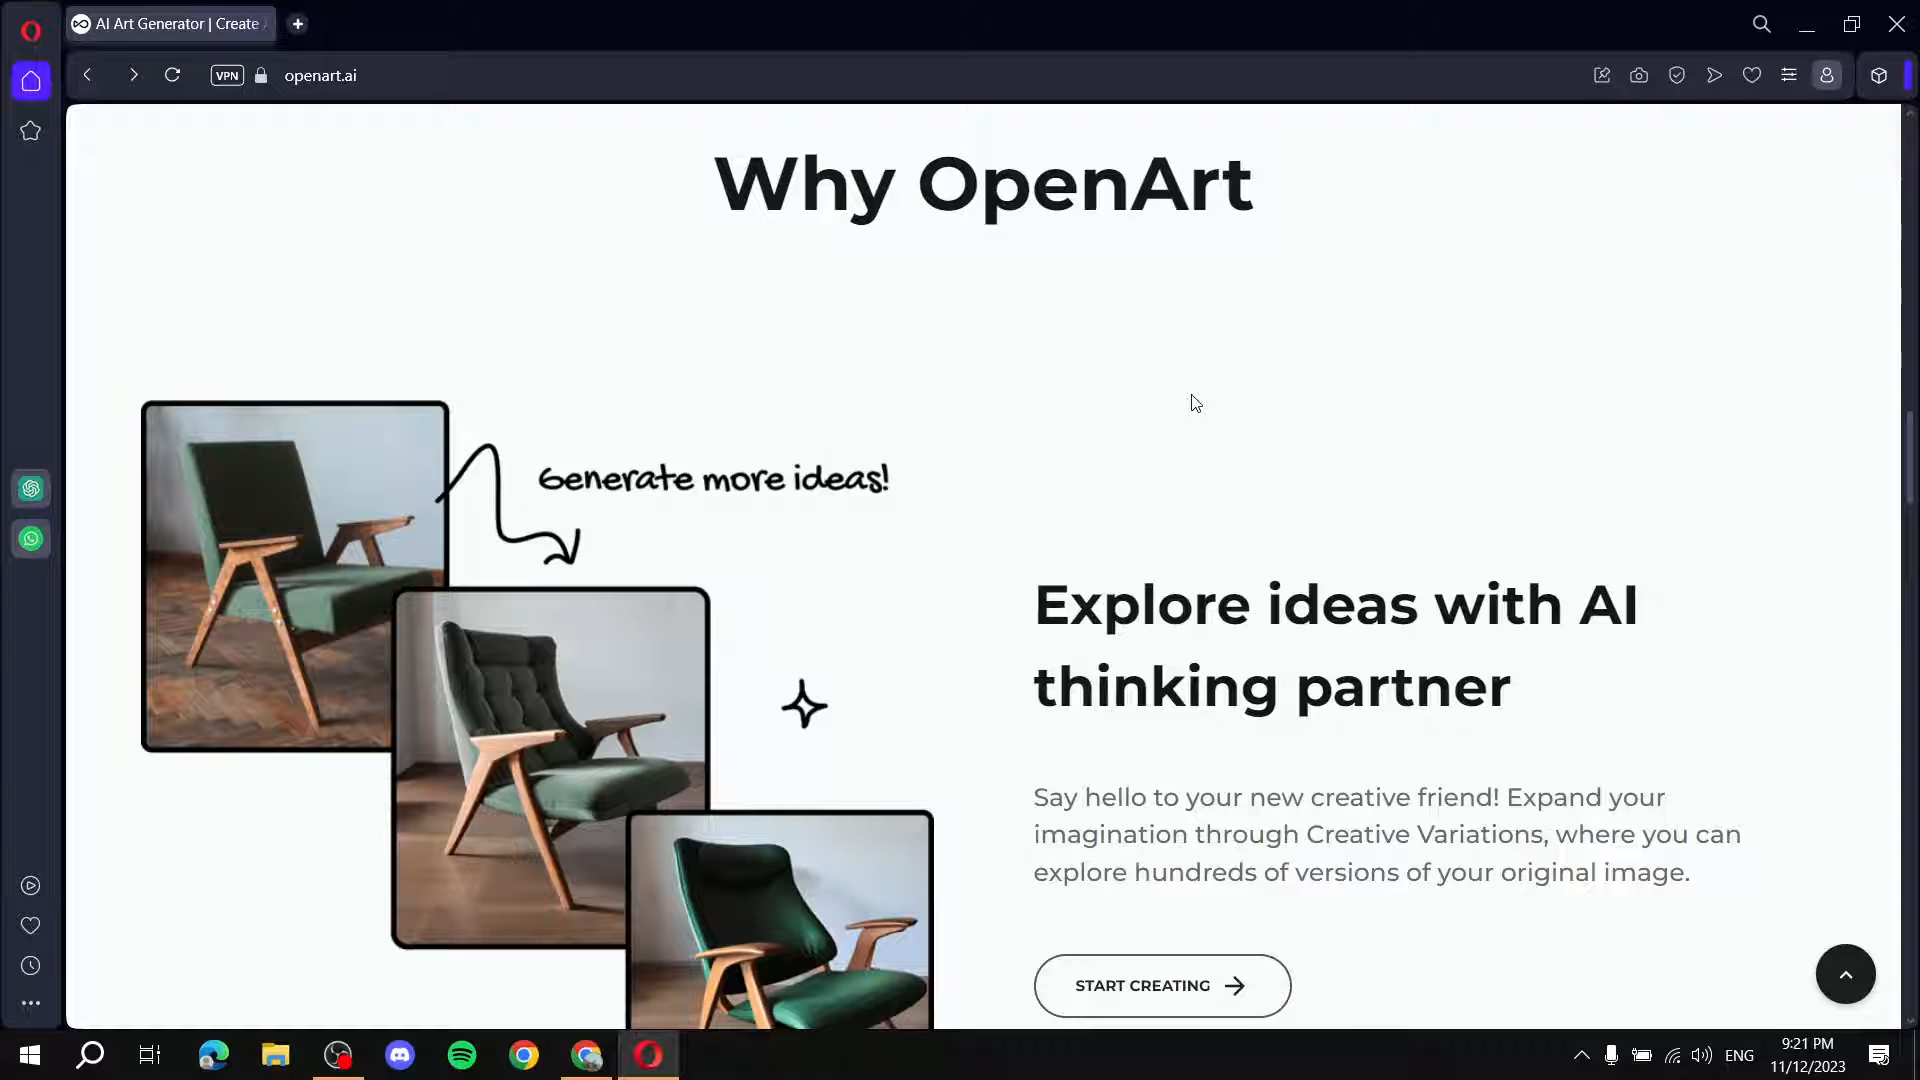 AI Art Generator | Create
VPN
openart.ai
Why OpenArt
Generate more ideas!
Explore ideas with AI
thinking partner
Say hello to your new creative friend! Expand your
imagination through Creative Variations, where you can
explore hundreds of versions of your original image.
START CREATING
ENG
9:21 PM
11/12/2023